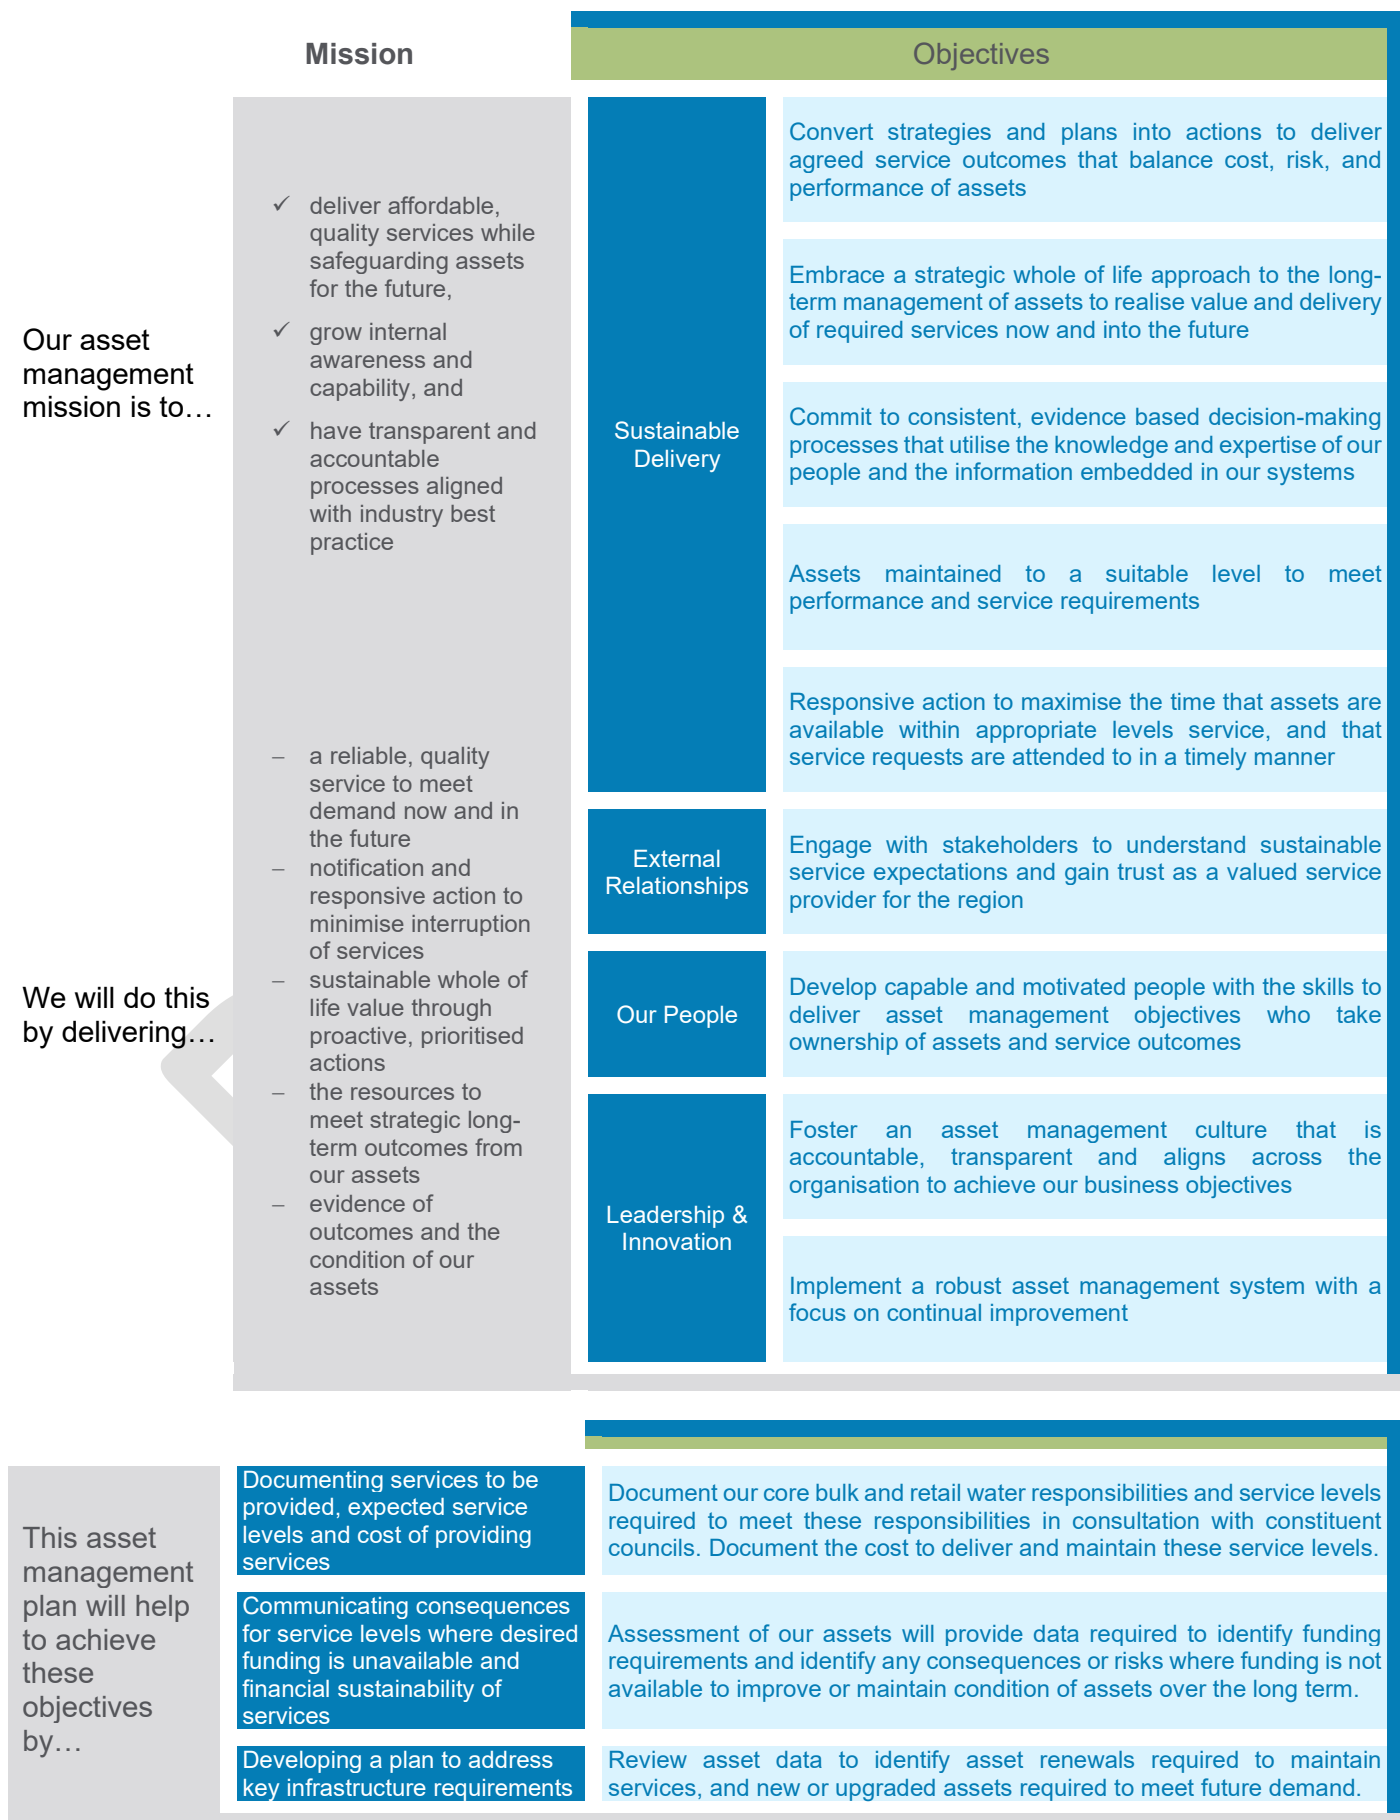 Mission
Objectives
Our asset
management
mission is to…
✓ deliver affordable,
quality services while
safeguarding assets
for the future,
✓ grow internal
awareness and
capability, and
✓ have transparent and
accountable
processes aligned
with industry best
practice
We will do this
by delivering…
– a reliable, quality
service to meet
demand now and in
the future
– notification and
responsive action to
minimise interruption
of services
– sustainable whole of
life value through
proactive, prioritised
actions
– the resources to
meet strategic long-
term outcomes from
our assets
– evidence of
outcomes and the
condition of our
assets
Sustainable
Delivery
Convert strategies and plans into actions to deliver
agreed service outcomes that balance cost, risk, and
performance of assets
Embrace a strategic whole of life approach to the long-
term management of assets to realise value and delivery
of required services now and into the future
Commit to consistent, evidence based decision-making
processes that utilise the knowledge and expertise of our
people and the information embedded in our systems
Assets maintained to a suitable level to meet
performance and service requirements
Responsive action to maximise the time that assets are
available within appropriate levels service, and that
service requests are attended to in a timely manner
External
Relationships
Engage with stakeholders to understand sustainable
service expectations and gain trust as a valued service
provider for the region
Our People
Develop capable and motivated people with the skills to
deliver asset management objectives who take
ownership of assets and service outcomes
Leadership &
Innovation
Foster an asset management culture that is
accountable, transparent and aligns across the
organisation to achieve our business objectives
Implement a robust asset management system with a
focus on continual improvement
This asset
management
plan will help
to achieve
these
objectives
by…
Documenting services to be
provided, expected service
levels and cost of providing
services
Document our core bulk and retail water responsibilities and service levels
required to meet these responsibilities in consultation with constituent
councils. Document the cost to deliver and maintain these service levels.
Communicating consequences
for service levels where desired
funding is unavailable and
financial sustainability of
services
Assessment of our assets will provide data required to identify funding
requirements and identify any consequences or risks where funding is not
available to improve or maintain condition of assets over the long term.
Developing a plan to address
key infrastructure requirements
Review asset data to identify asset renewals required to maintain
services, and new or upgraded assets required to meet future demand.